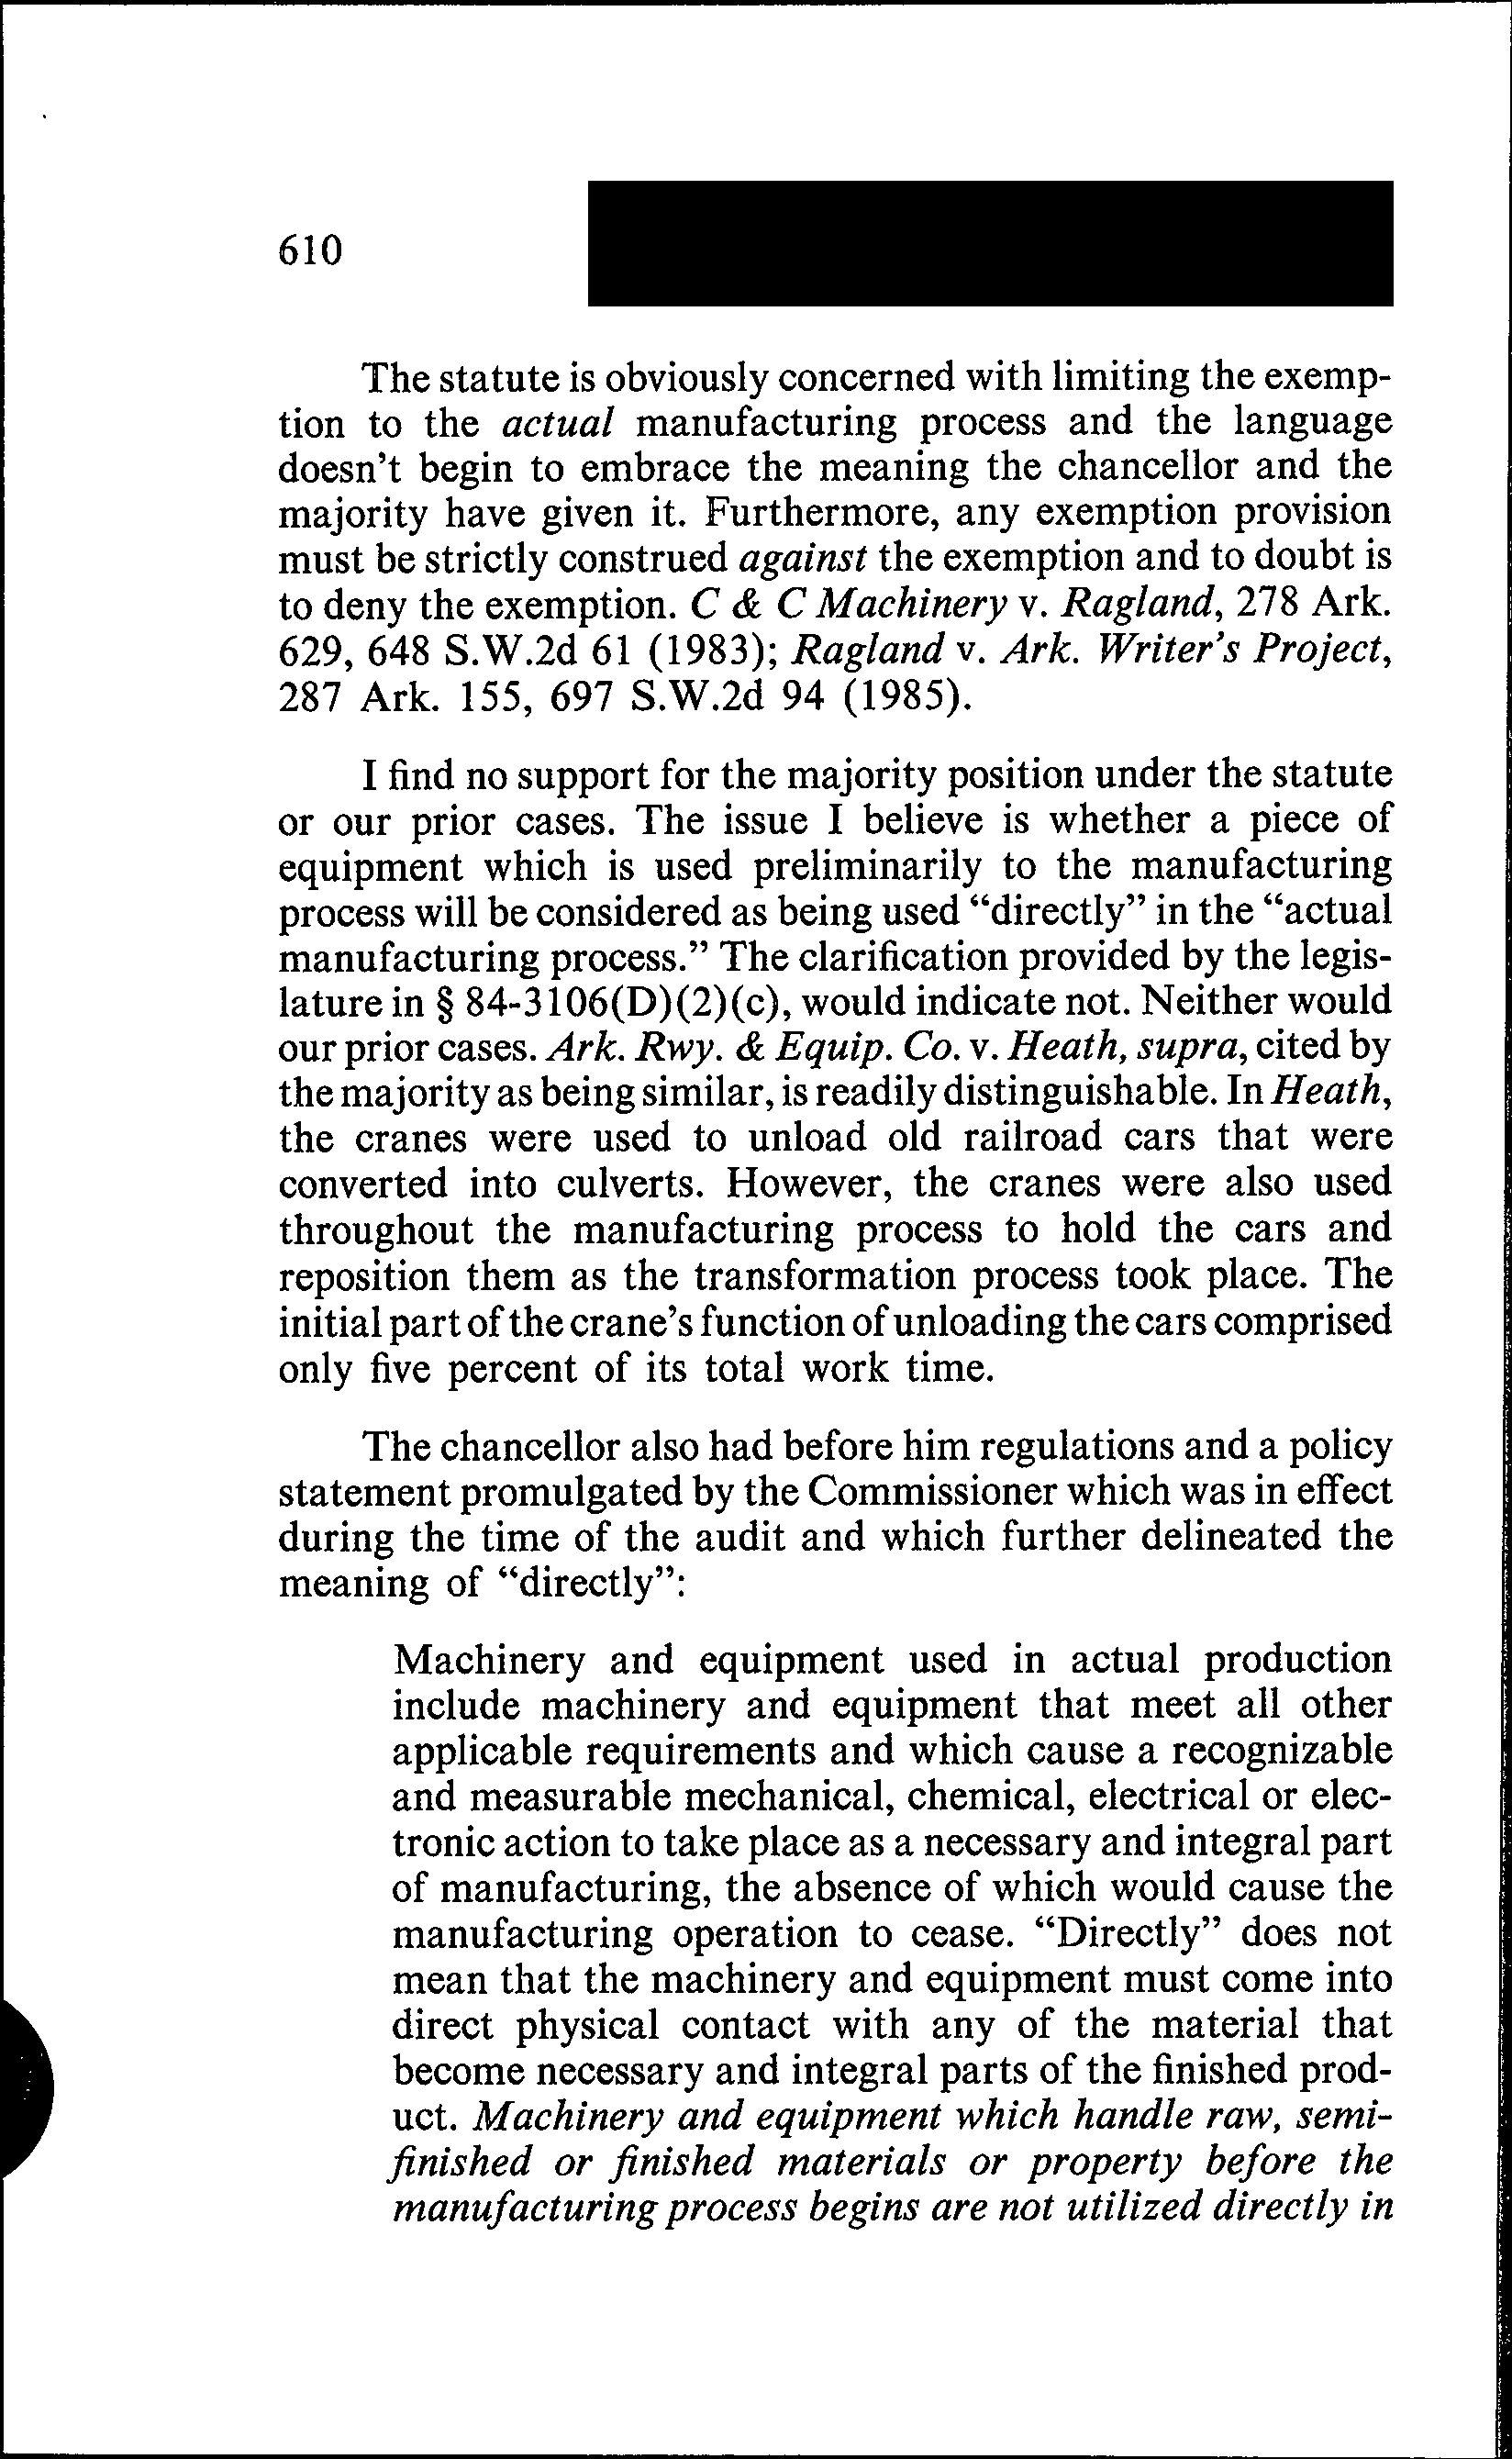 610
The statute is obviously concerned with limiting the exemp-
tion to the actual manufacturing process and the language
doesn't begin to embrace the meaning the chancellor and the
majority have given it. Furthermore, any exemption provision
must be strictly construed against the exemption and to doubt is
to deny the exemption. C & C Machinery v. Ragland, 278 Ark.
629, 648 S.W.2d 61 (1983); Ragland v. Ark. Writer's Project,
287 Ark. 155, 697 S.W.2d 94 (1985).
I find no support for the majority position under the statute
or our prior cases. The issue I believe is whether a piece of
equipment which is used preliminarily to the manufacturing
process will be considered as being used “directly” in the “actual
manufacturing process.” The clarification provided by the legis-
lature in § 84-3106(D)(2)(c), would indicate not. Neither would
our prior cases. Ark. Rwy. & Equip. Co. v. Heath, supra, cited by
the majority as being similar, is readily distinguishable. In Heath,
the cranes were used to unload old railroad cars that were
converted into culverts. However, the cranes were also used
throughout the manufacturing process to hold the cars and
reposition them as the transformation process took place. The
initial part of the crane's function of unloading the cars comprised
only five percent of its total work time.
The chancellor also had before him regulations and a policy
statement promulgated by the Commissioner which was in effect
during the time of the audit and which further delineated the
meaning of “directly”:
Machinery and equipment used in actual production
include machinery and equipment that meet all other
applicable requirements and which cause a recognizable
and measurable mechanical, chemical, electrical or elec-
tronic action to take place as a necessary and integral part
of manufacturing, the absence of which would cause the
manufacturing operation to cease. “Directly” does not
mean that the machinery and equipment must come into
direct physical contact with any of the material that
become necessary and integral parts of the finished prod-
uct. Machinery and equipment which handle raw, semi-
finished or finished materials or property before the
manufacturing process begins are not utilized directly in